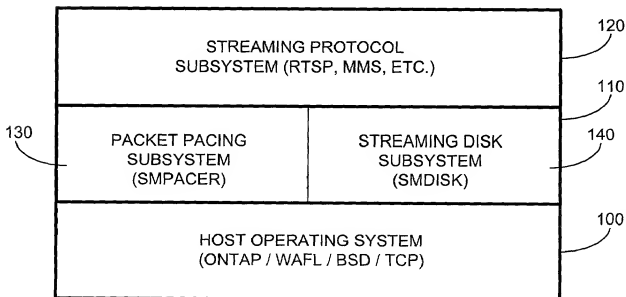 STREAMING PROTOCOL
SUBSYSTEM (RTSP, MMS, ETC.)
120
110
130
PACKET PACING
SUBSYSTEM
(SMPACER)
STREAMING DISK
SUBSYSTEM
(SMDISK)
140
HOST OPERATING SYSTEM
(ONTAP / WAFL / BSD / TCP)
100